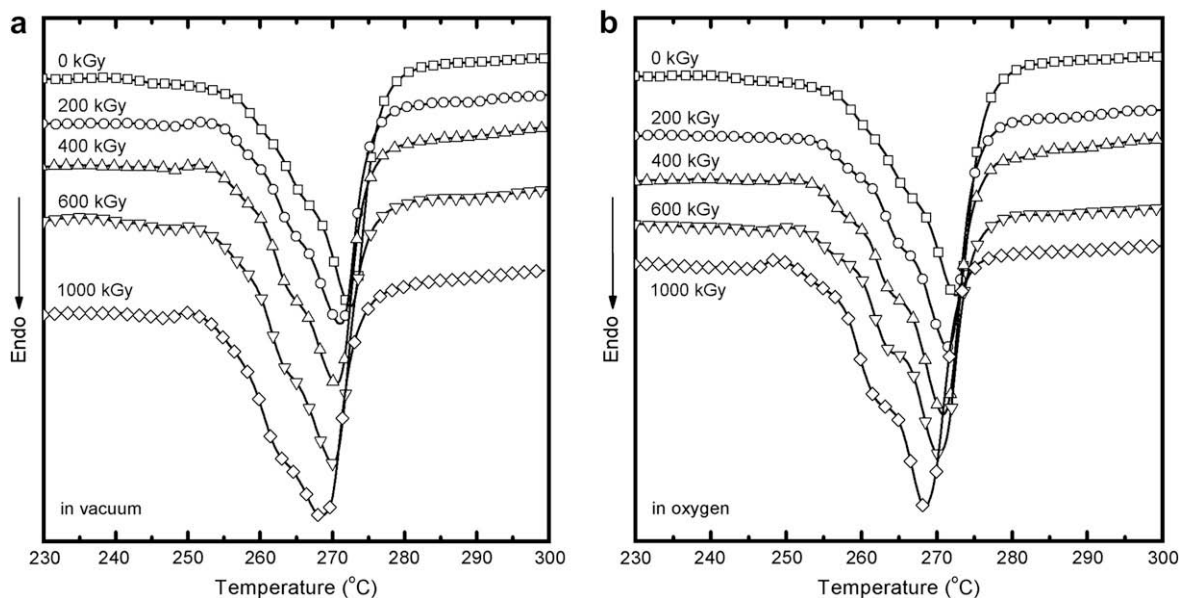 a
0 kGy
200 kGy
400 kGy
600 kGy
1000 kGy
Endo
in vacuum
230 240 250 260 270 280 290 300
Temperature (°C)
b
0 kGy
200 kGy
400 kGy
600 kGy
1000 kGy
Endo
in oxygen
230 240 250 260 270 280 290 300
Temperature (°C)